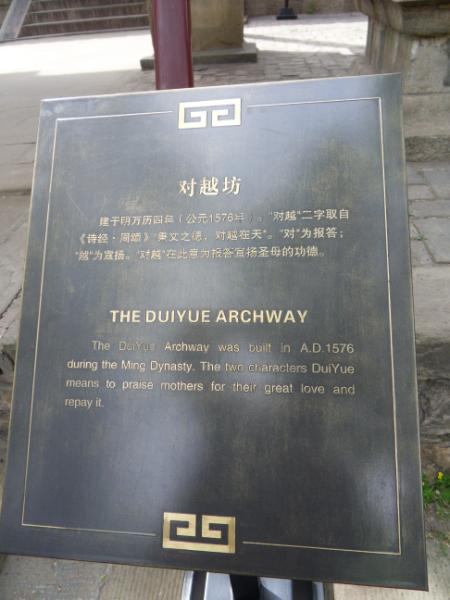 对越坊
建于明万历四年（公元1576年）。“对越”二字取自
《诗经·周颂》“秉文之德，对越在天”。“对”为报答；
“越”为宣扬。“对越”在此意为报答宣扬圣母的功德。
THE DUIYUE ARCHWAY
The DuiYue Archway was built in A.D.1576
during the Ming Dynasty. The two characters DuiYue
means to praise mothers for their great love and
repay it.